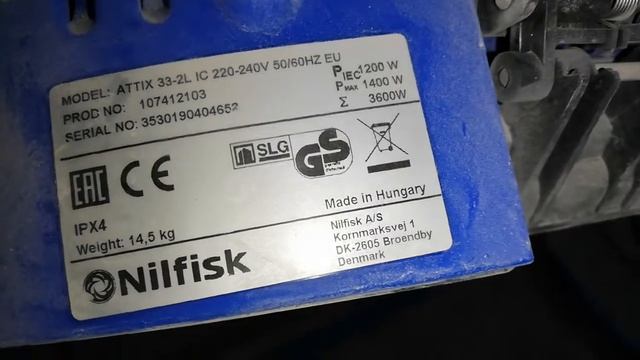 MODEL: ATTIX 33-2L IC 220-240V 50/60HZ EU
PROD NO: 107412103
SERIAL NO: 3530190404652
PIEC 1200 W
PMAX 1400 W
Σ 3600W
EAC CE
SLG GS
IPX4
Weight: 14,5 kg
Made in Hungary
Nilfisk A/S
Kornmarksvej 1
DK-2605 Broendby
Denmark
Nilfisk